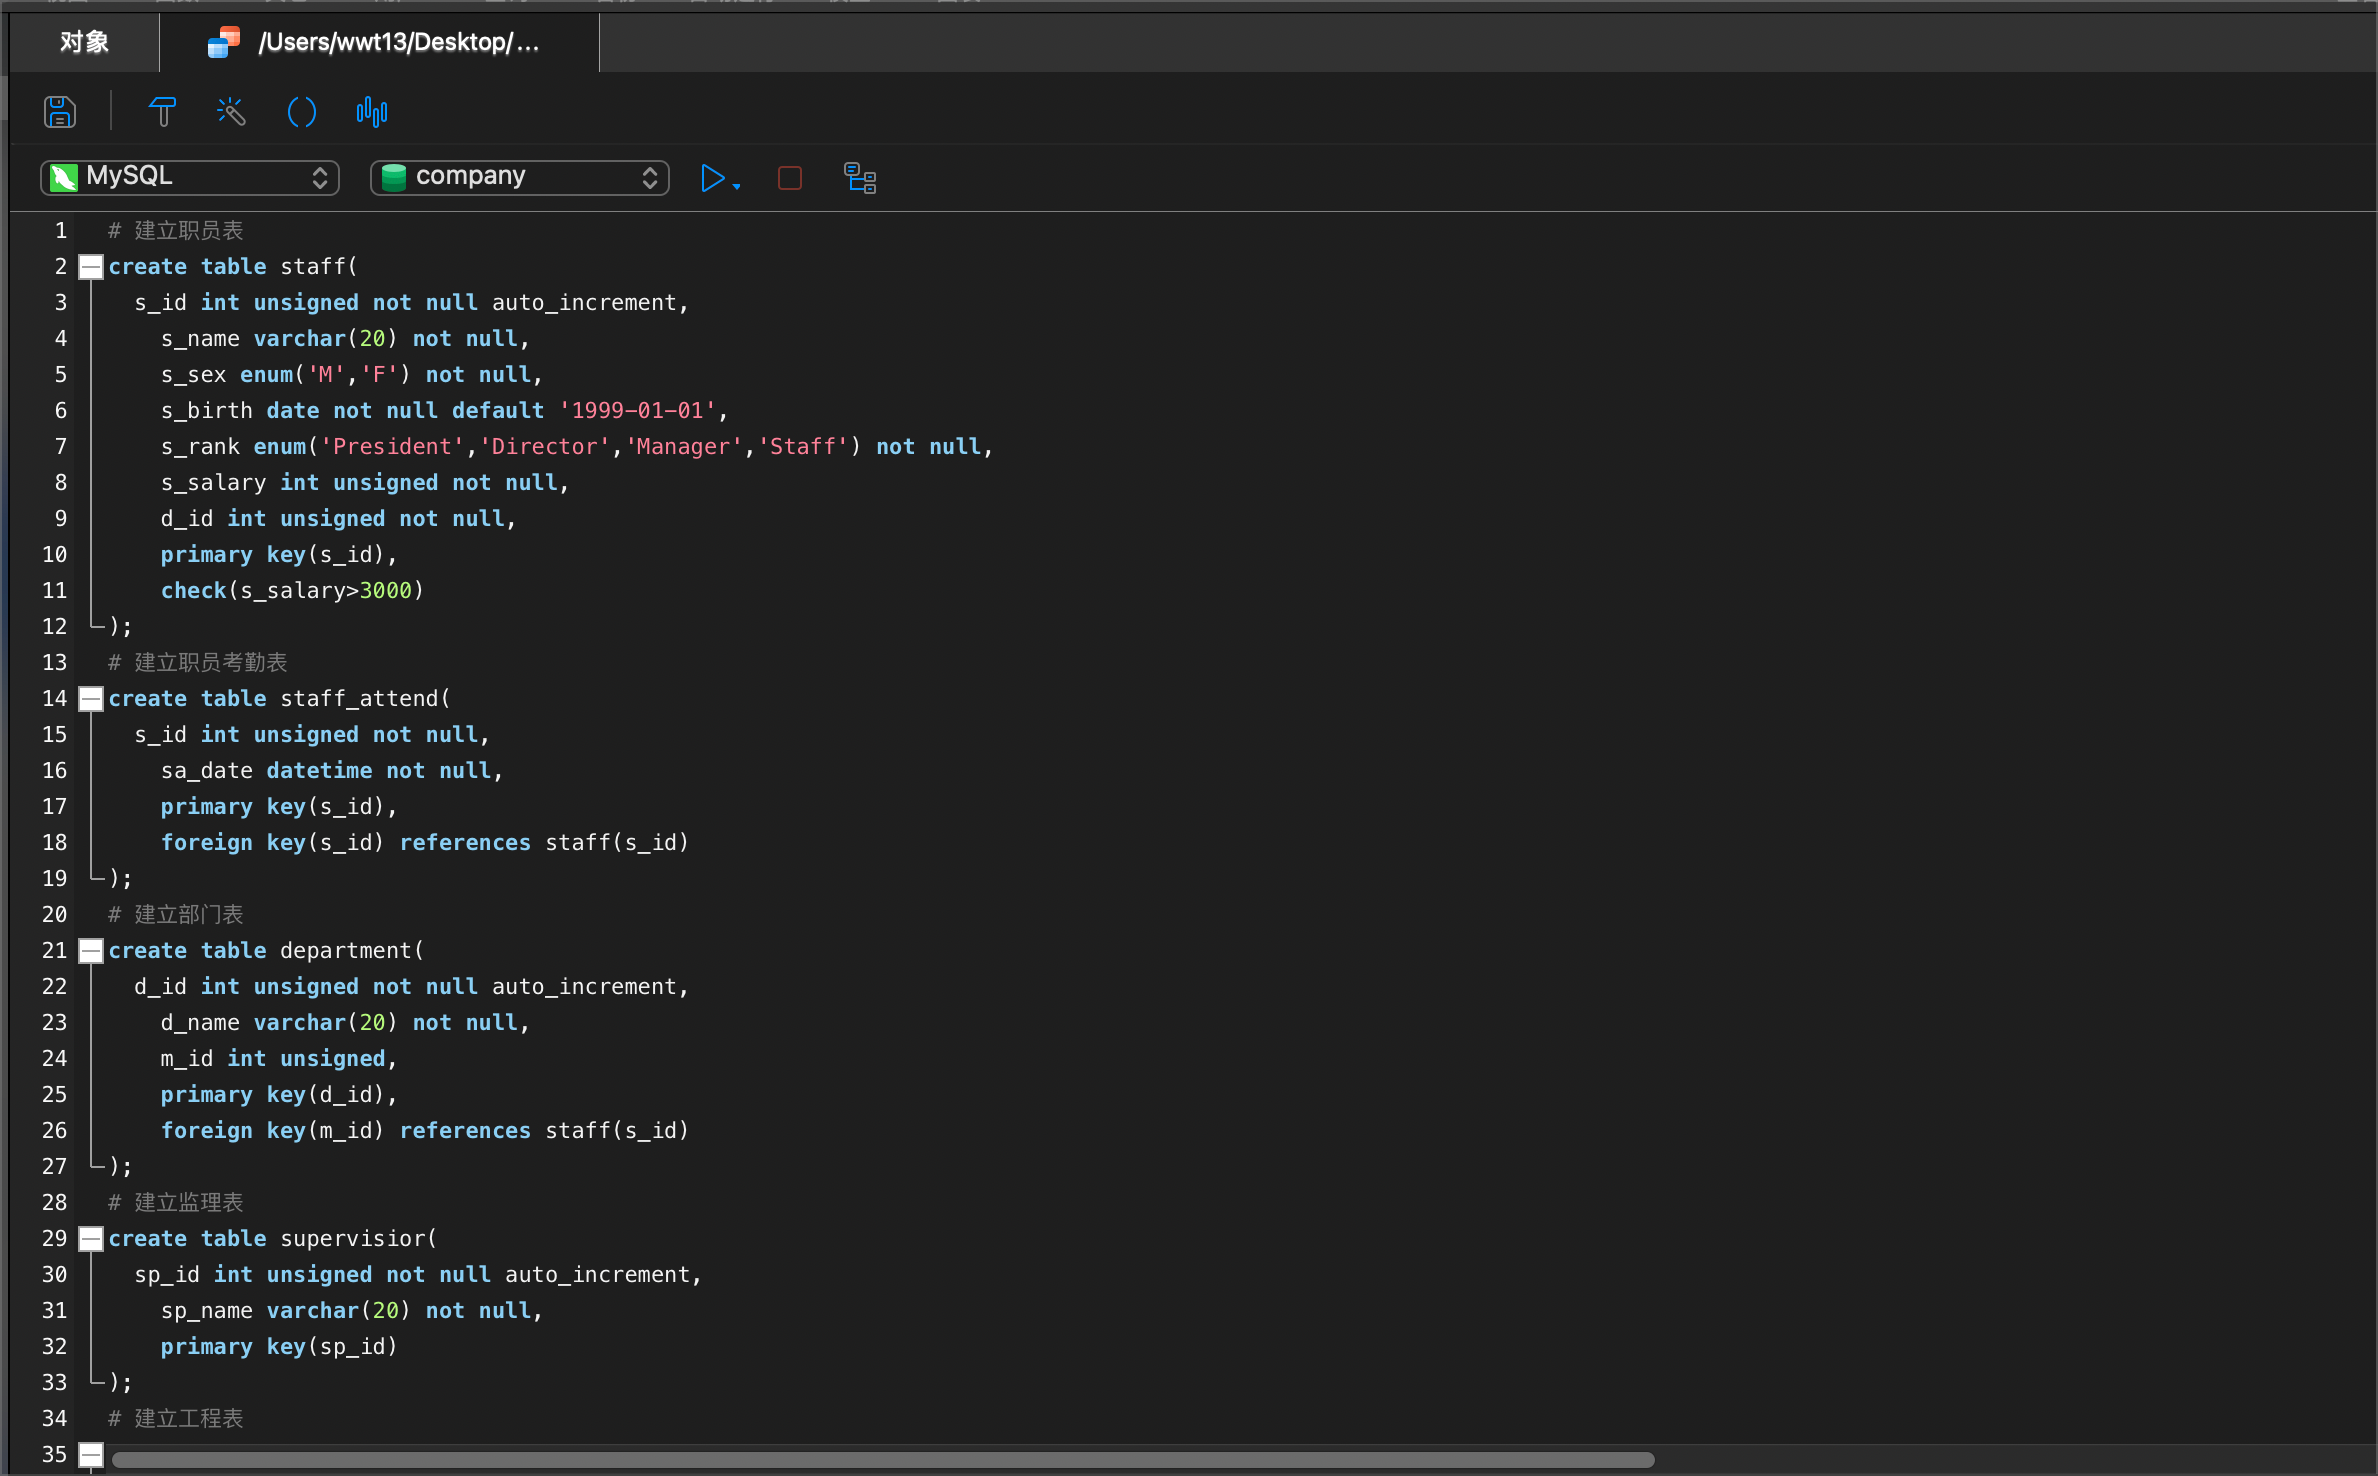 对象
/Users/wwt13/Desktop/...
MySQL
company
1 # 建立职员表
2 create table staff(
3 s_id int unsigned not null auto_increment,
4 s_name varchar(20) not null,
5 s_sex enum('M','F') not null,
6 s_birth date not null default '1999-01-01',
7 s_rank enum('President','Director','Manager','Staff') not null,
8 s_salary int unsigned not null,
9 d_id int unsigned not null,
10 primary key(s_id),
11 check(s_salary>3000)
12 );
13 # 建立职员考勤表
14 create table staff_attend(
15 s_id int unsigned not null,
16 sa_date datetime not null,
17 primary key(s_id),
18 foreign key(s_id) references staff(s_id)
19 );
20 # 建立部门表
21 create table department(
22 d_id int unsigned not null auto_increment,
23 d_name varchar(20) not null,
24 m_id int unsigned,
25 primary key(d_id),
26 foreign key(m_id) references staff(s_id)
27 );
28 # 建立监理表
29 create table supervisior(
30 sp_id int unsigned not null auto_increment,
31 sp_name varchar(20) not null,
32 primary key(sp_id)
33 );
34 # 建立工程表
35